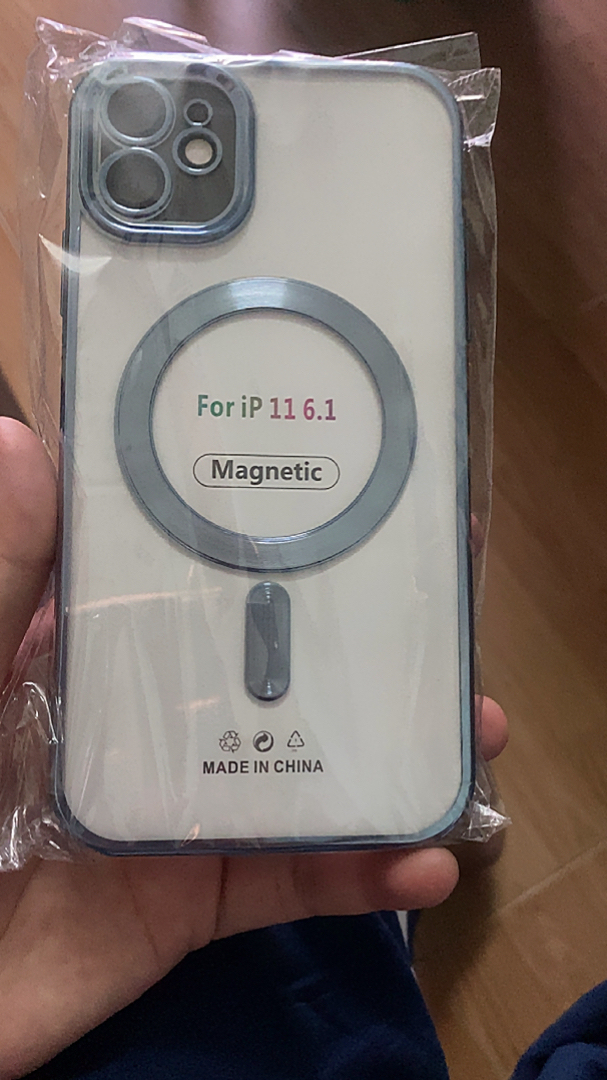 For iP 11 6.1
Magnetic
MADE IN CHINA